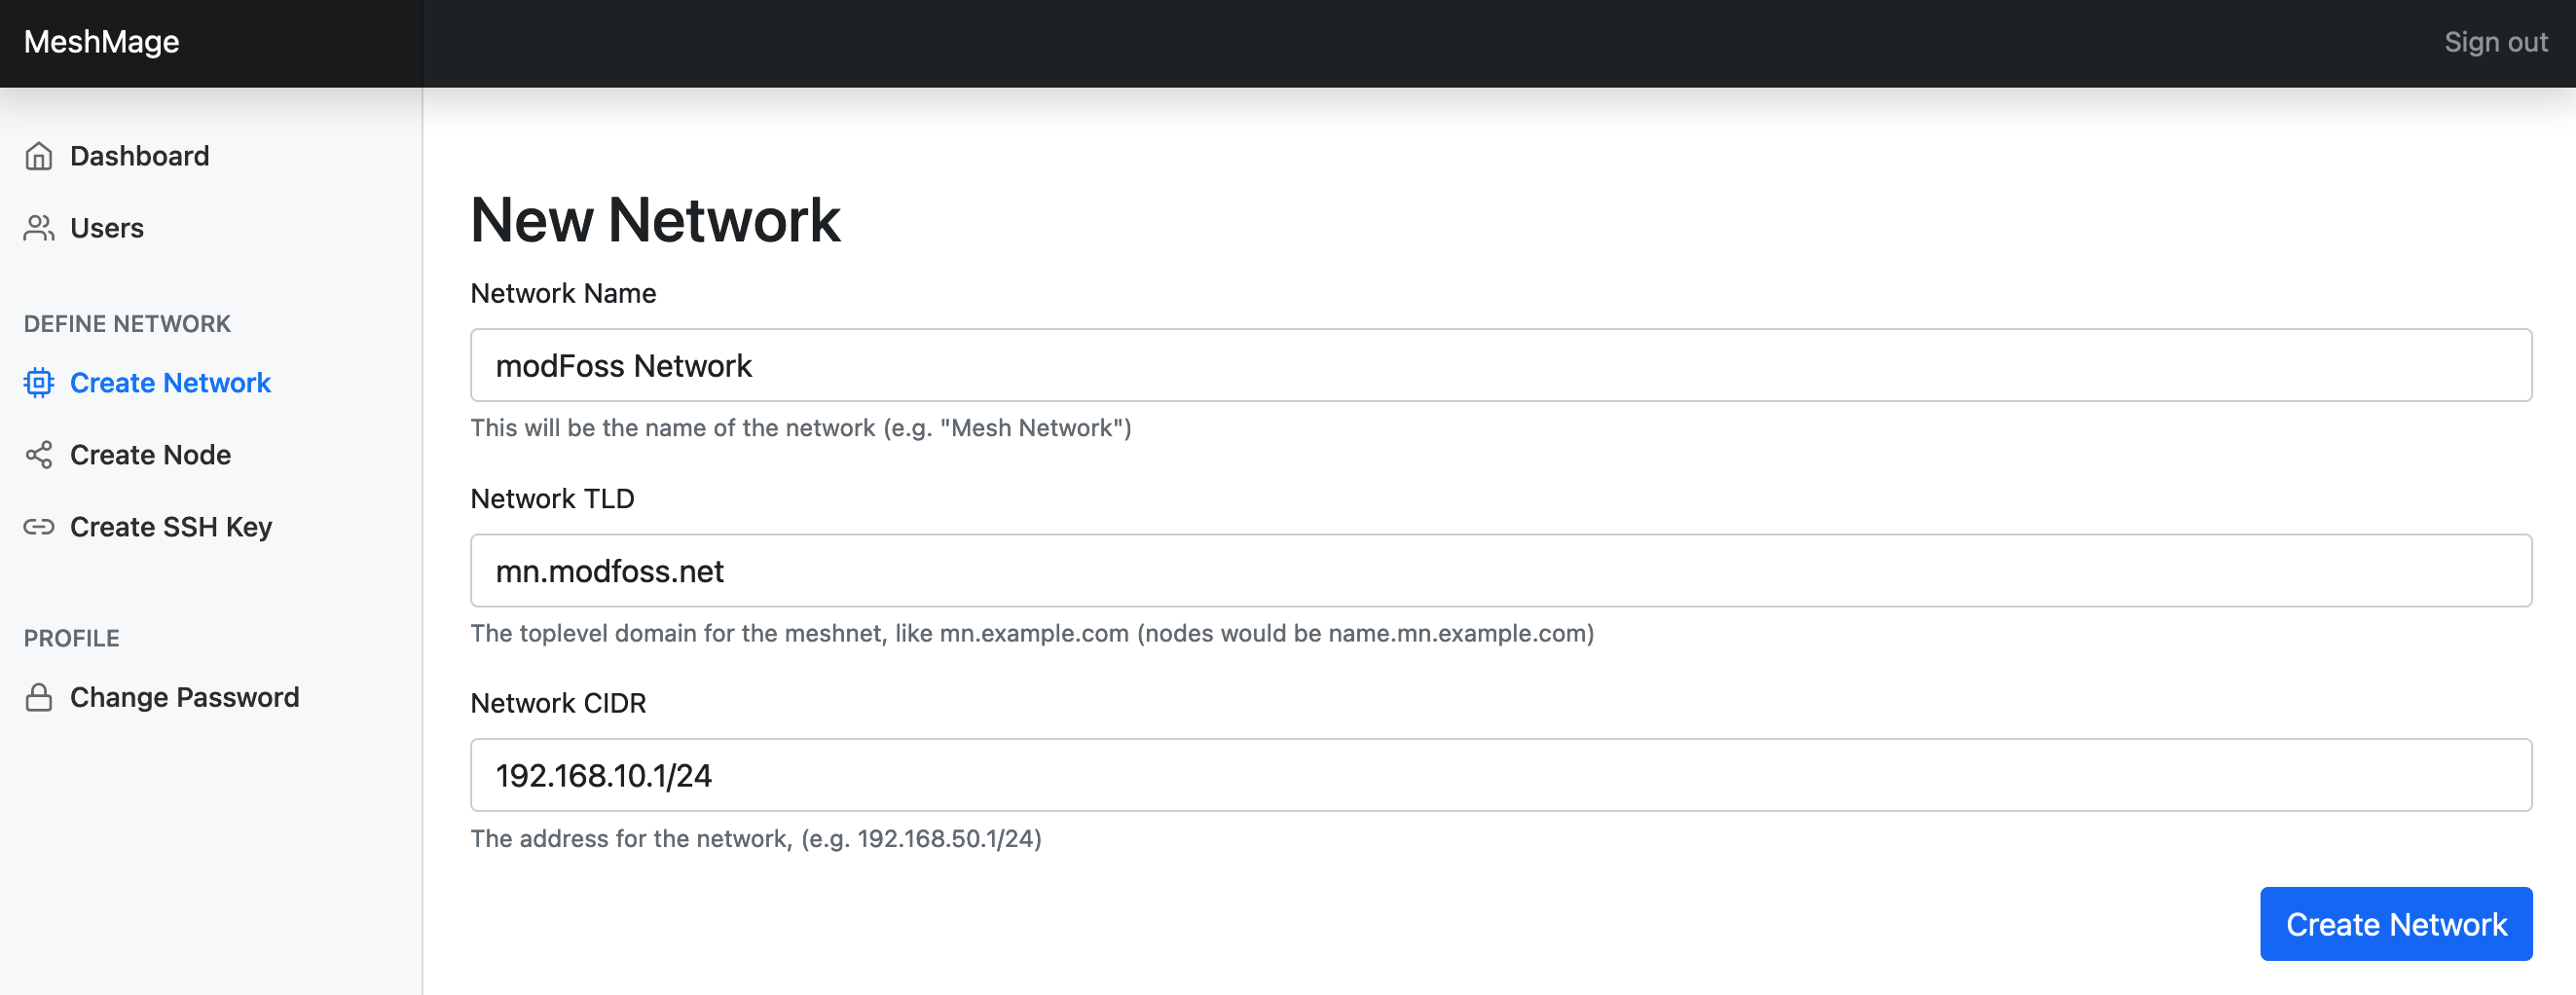 MeshMage
Sign out
Dashboard
Users
DEFINE NETWORK
Create Network
Create Node
Create SSH Key
PROFILE
Change Password
New Network
Network Name
modFoss Network
This will be the name of the network (e.g. "Mesh Network")
Network TLD
mn.modfoss.net
The toplevel domain for the meshnet, like mn.example.com (nodes would be name.mn.example.com)
Network CIDR
192.168.10.1/24
The address for the network, (e.g. 192.168.50.1/24)
Create Network